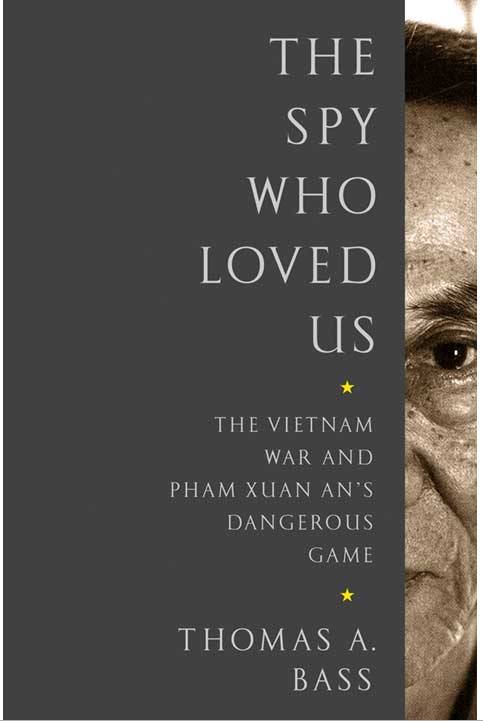 THE
SPY
WHO
LOVED
US
THE VIETNAM
WAR AND
PHAM XUAN AN'S
DANGEROUS
GAME
THOMAS A.
BASS